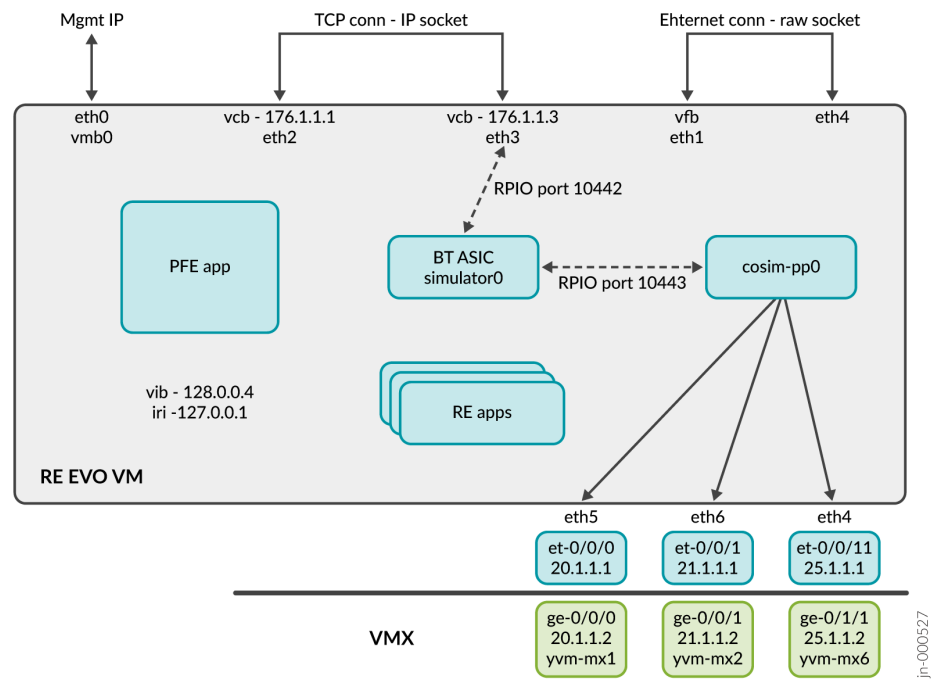 Mgmt IP
TCP conn - IP socket
Ehternet conn - raw socket
eth0
vmb0
vcb - 176.1.1.1
eth2
vcb - 176.1.1.3
eth3
vfb
eth1
eth4
RPIO port 10442
PFE app
BT ASIC
simulator0
RPIO port 10443
cosim-pp0
vib - 128.0.0.4
iri -127.0.0.1
RE apps
RE EVO VM
eth5
eth6
eth4
et-0/0/0
20.1.1.1
et-0/0/1
21.1.1.1
et-0/0/11
25.1.1.1
VMX
ge-0/0/0
20.1.1.2
yvm-mx1
ge-0/0/1
21.1.1.2
yvm-mx2
ge-0/1/1
25.1.1.2
yvm-mx6
jn-000527